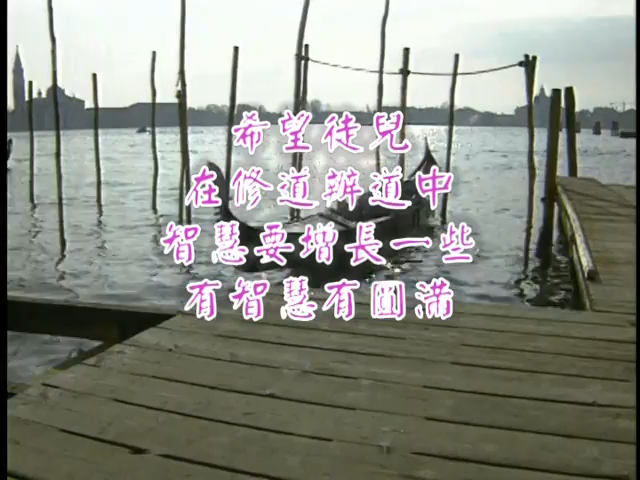 希望徒兒
在修道辦道中
智慧要增長一些
有智慧有圓滿